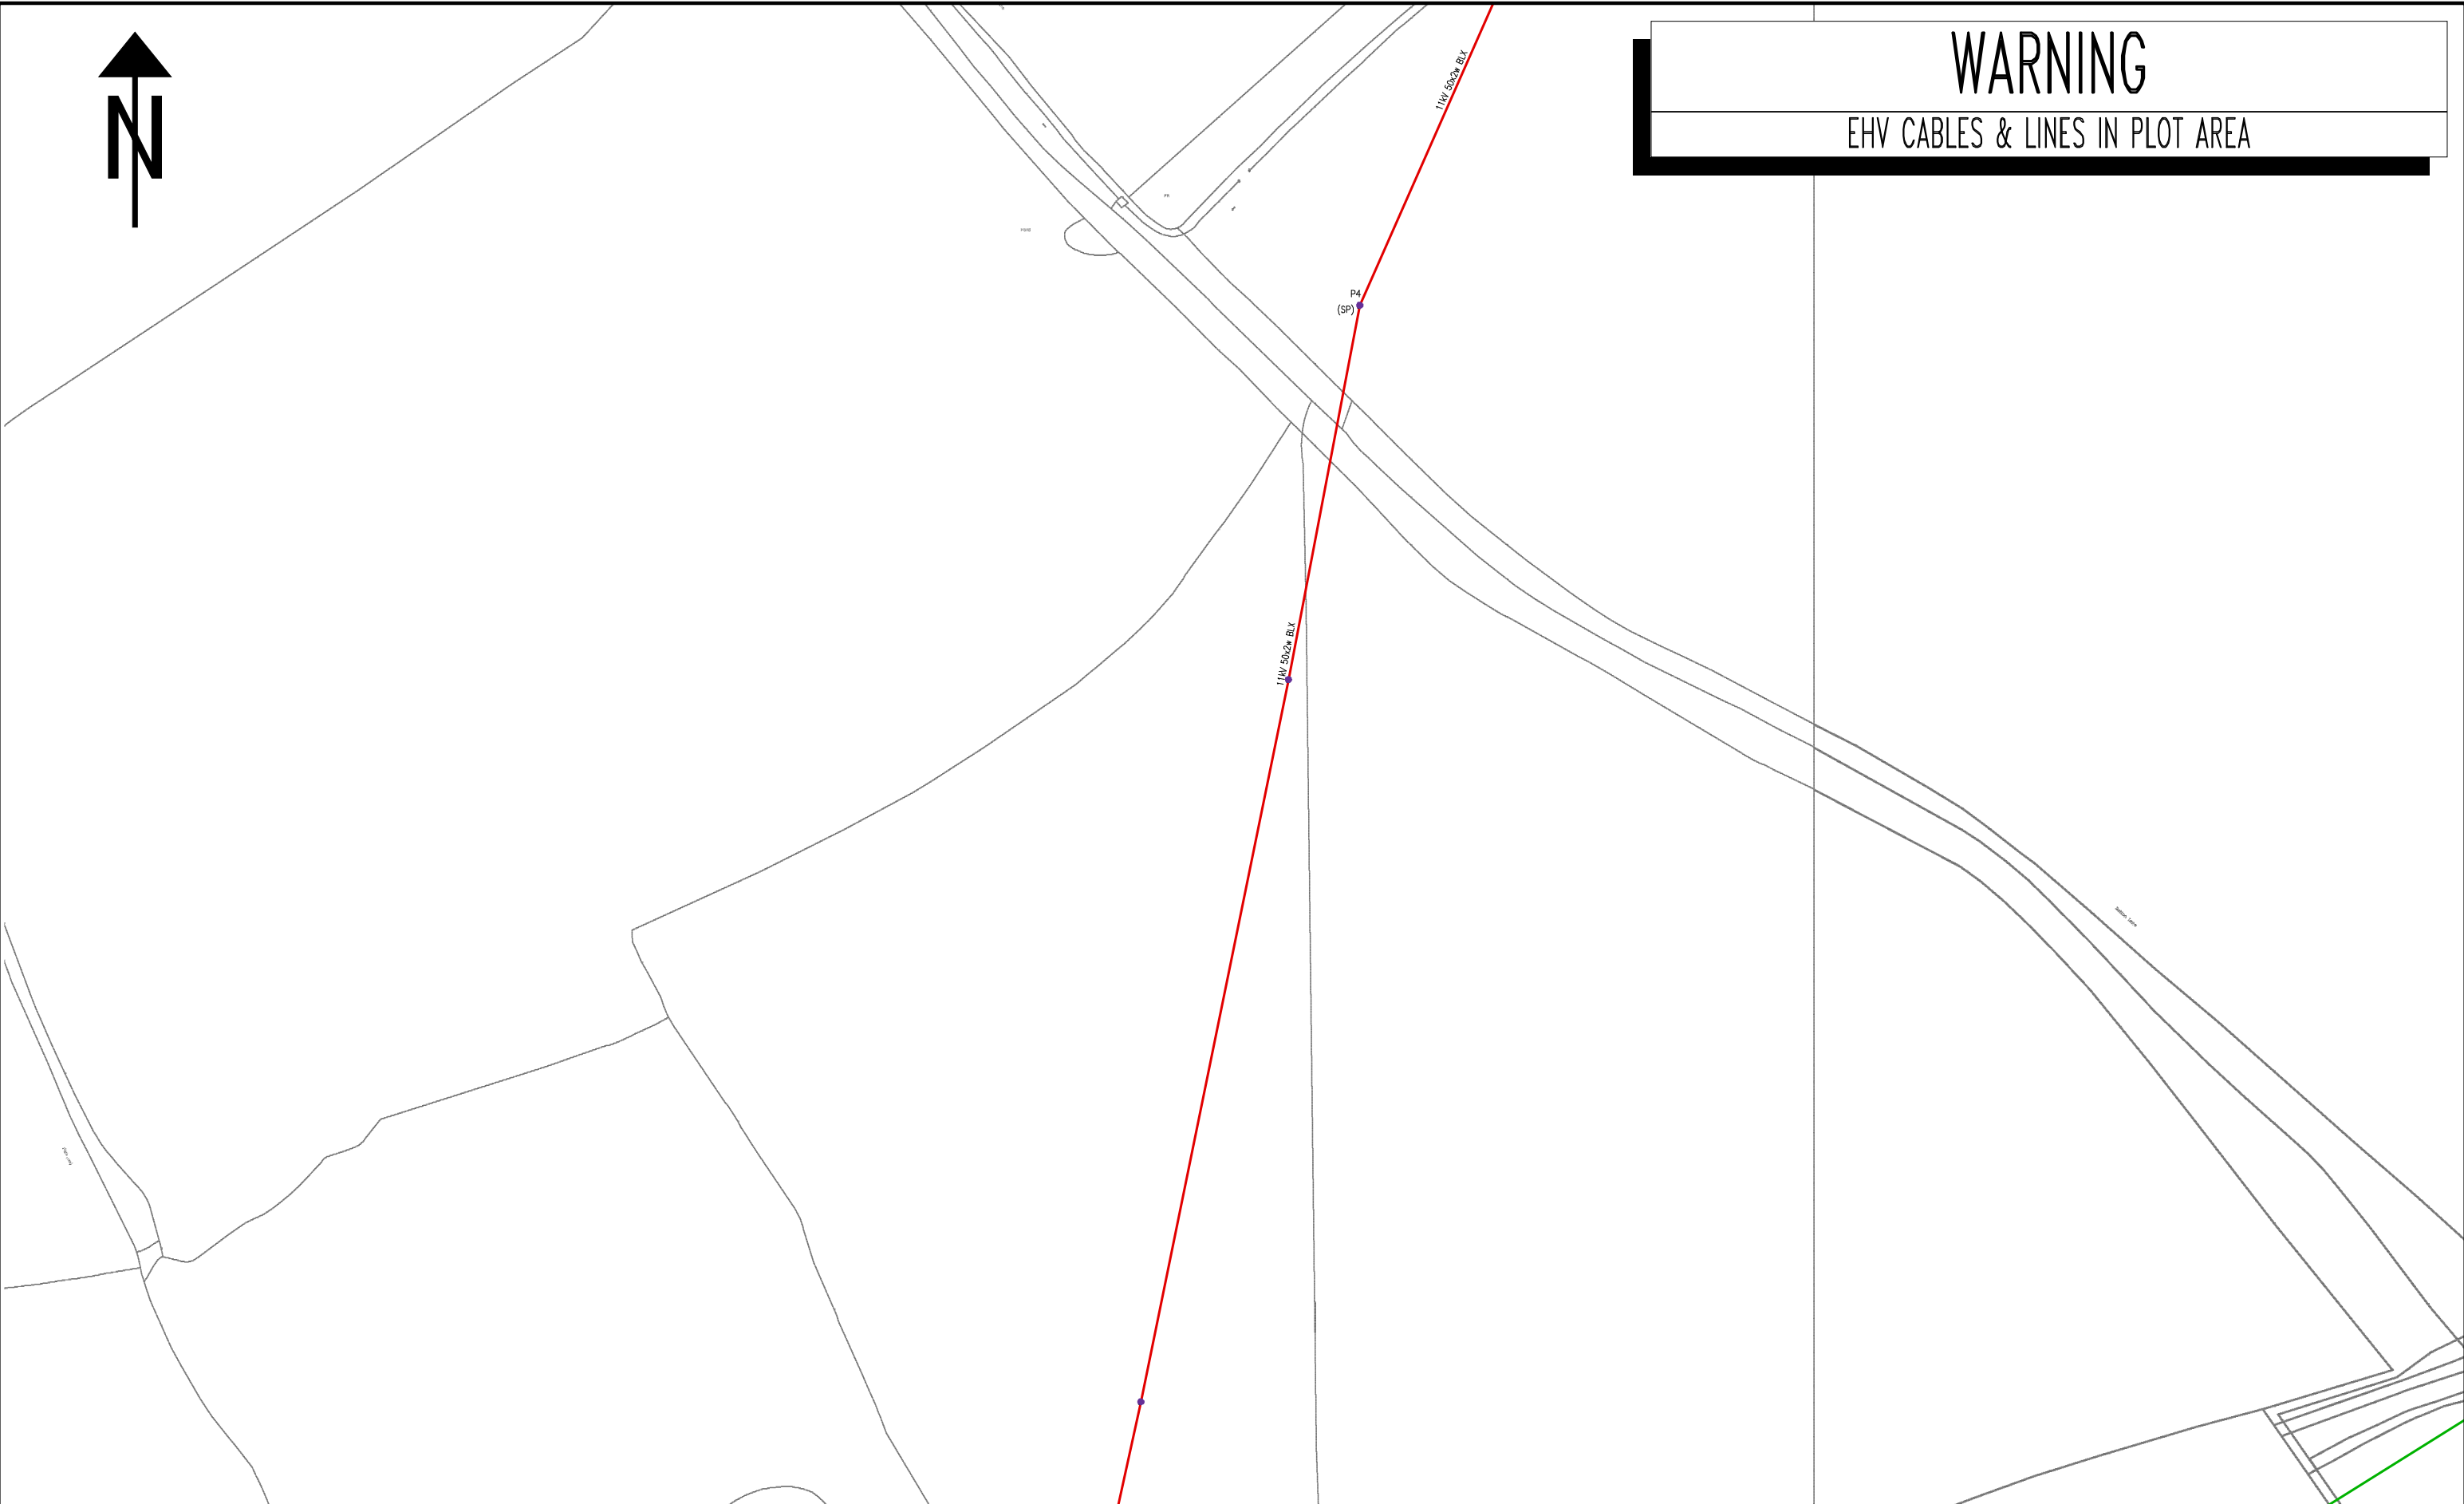 N
WARNING
EHV CABLES & LINES IN PLOT AREA
11kV 50x2w BLX
P4
(SP)
11kV 50x2w BLX